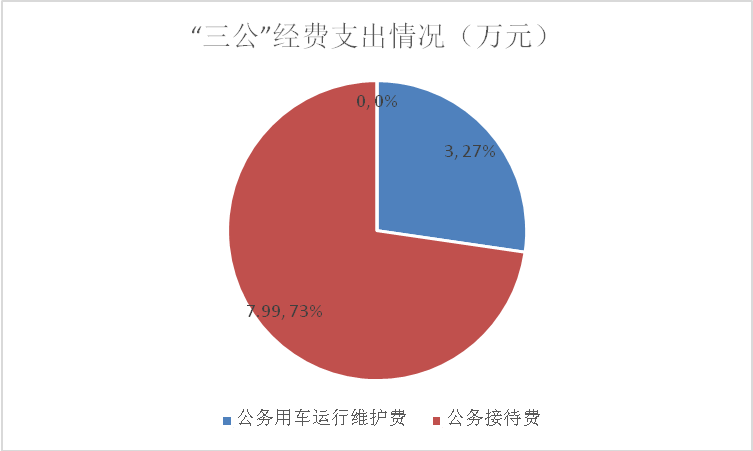 “三公”经费支出情况（万元）
0, 0%
3, 27%
7.99, 73%
公务用车运行维护费 公务接待费